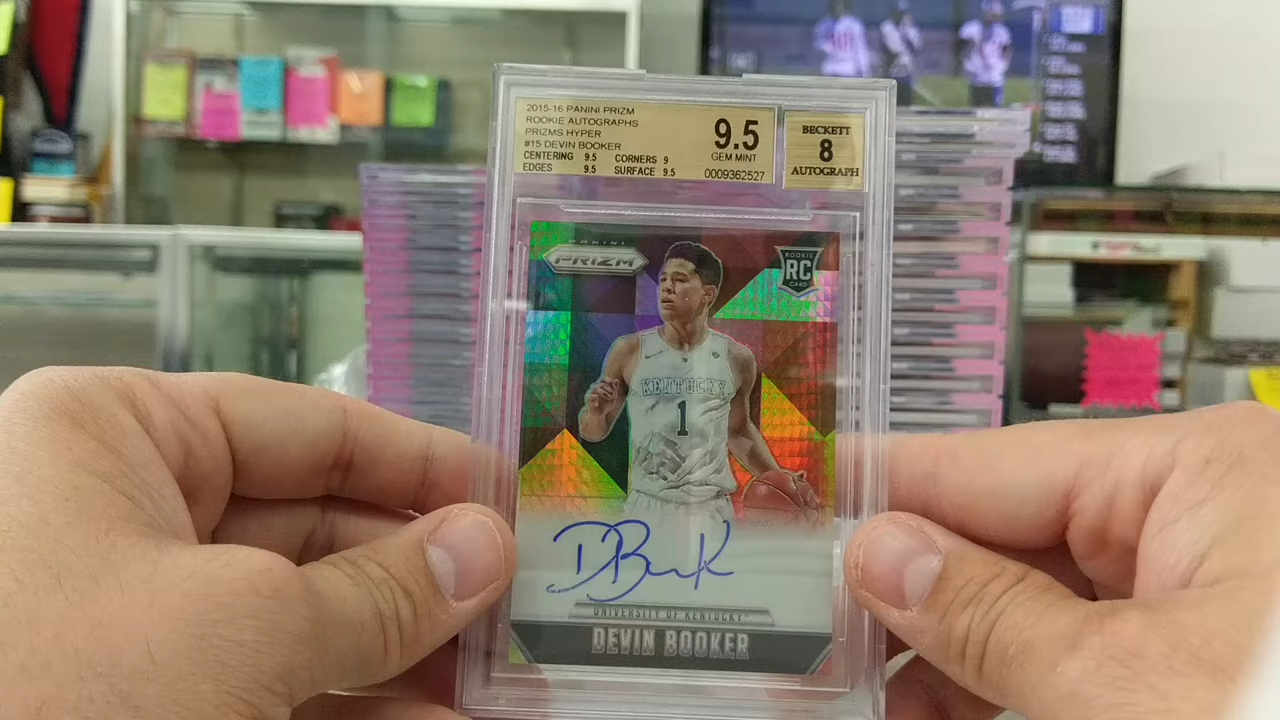 2015-16 PANINI PRIZM
ROOKIE AUTOGRAPHS
PRIZMS HYPER
#15 DEVIN BOOKER
CENTERING 9.5 CORNERS 9
EDGES 9.5 SURFACE 9.5
9.5
GEM MINT
0009362527
BECKETT
8
AUTOGRAPH
PANINI
PRIZM
ROOKIE
RC
CARD
KENTUCKY
1
D Book
UNIVERSITY OF KENTUCKY
DEVIN BOOKER